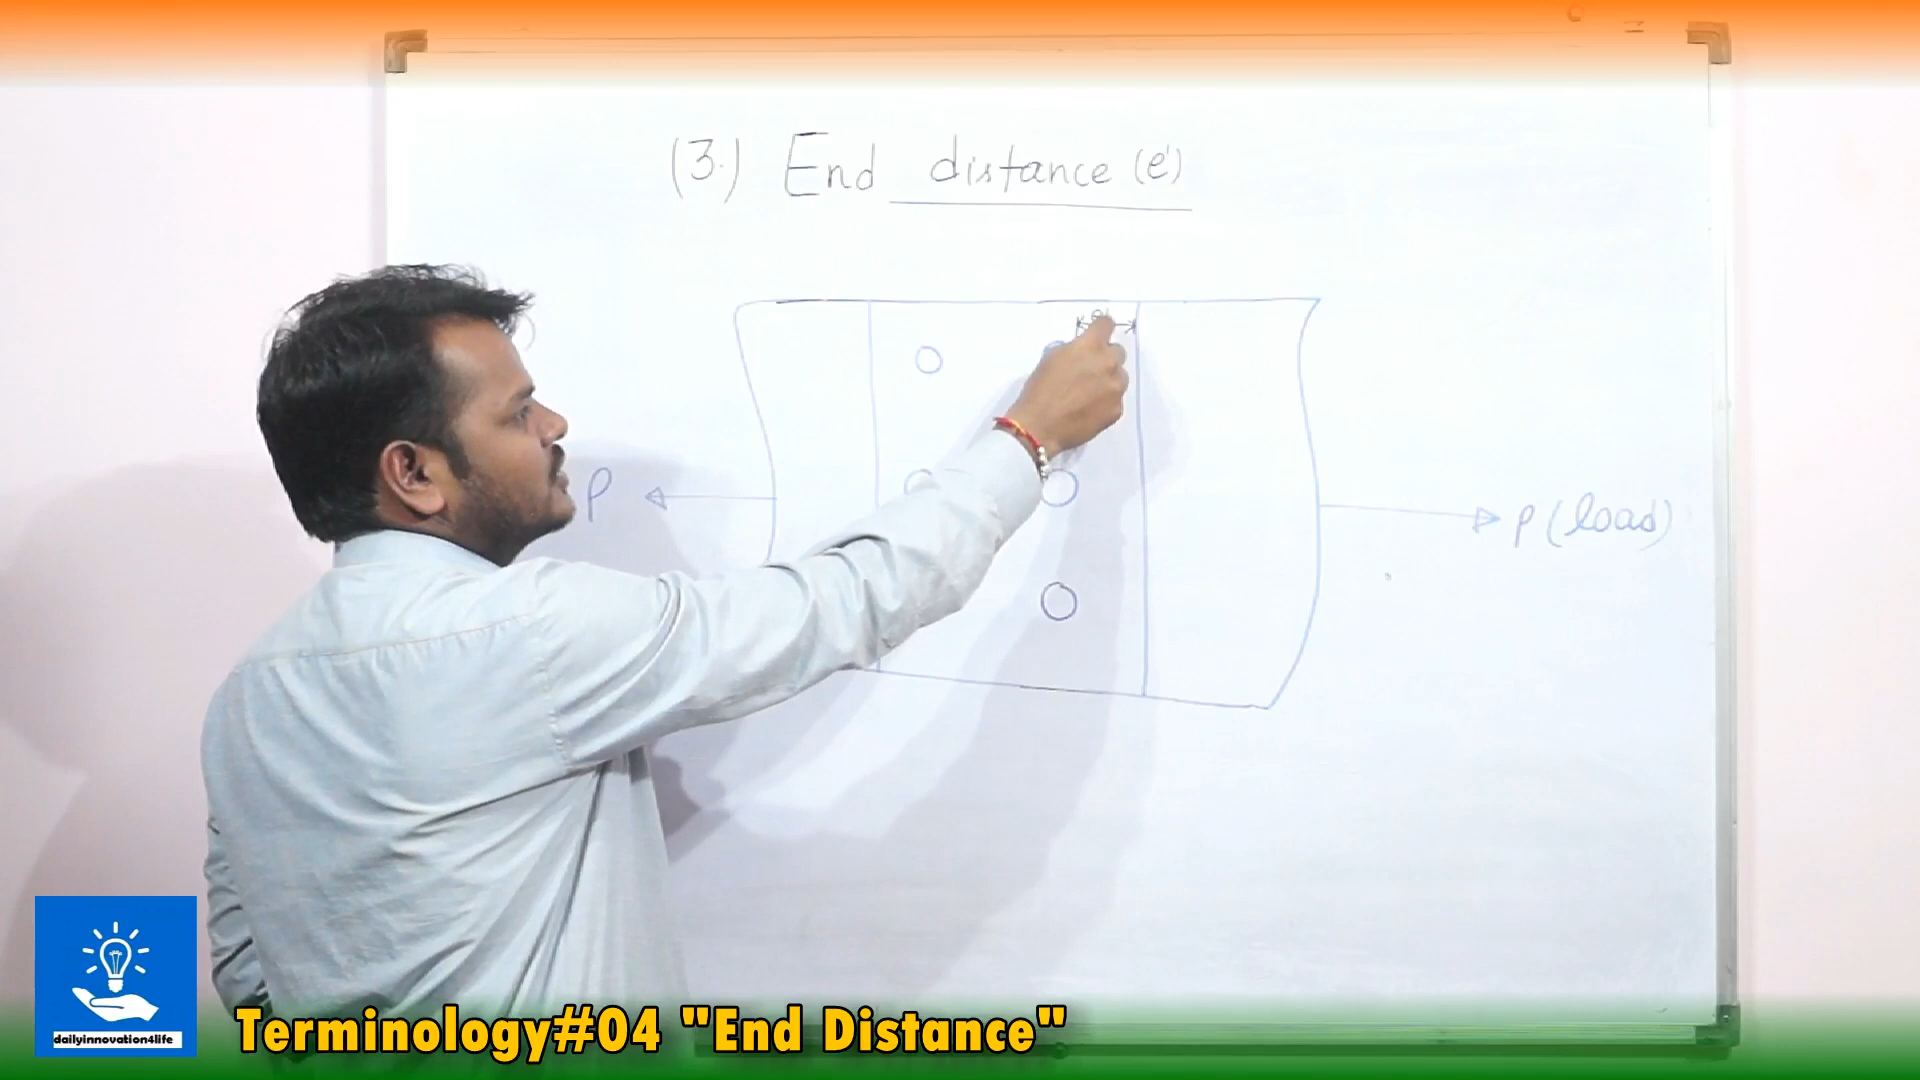 (3.) End distance (e')
e
P
P (load)
dailyinnovation4life
Terminology#04 "End Distance"